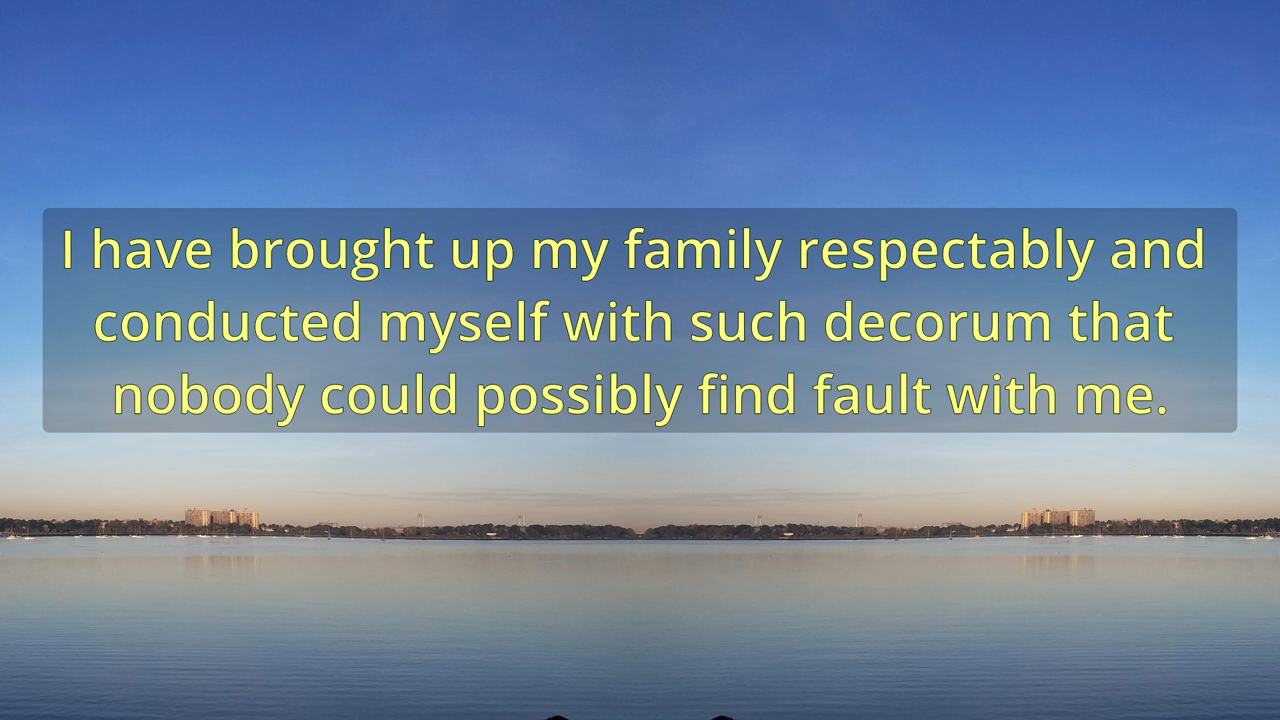 I have brought up my family respectably and
conducted myself with such decorum that
nobody could possibly find fault with me.